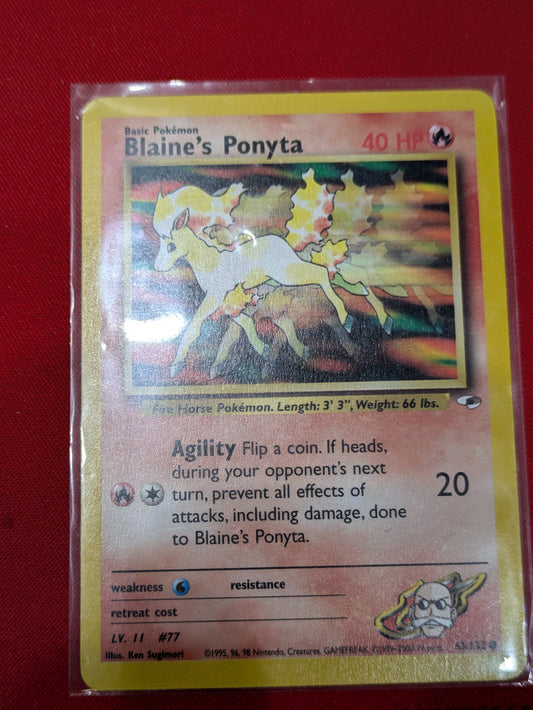 Basic Pokémon
Blaine's Ponyta 40 HP
Fire Horse Pokémon. Length: 3' 3", Weight: 66 lbs.
Agility Flip a coin. If heads,
during your opponent's next
turn, prevent all effects of
attacks, including damage, done
to Blaine's Ponyta.
20
weakness resistance
retreat cost
LV. 11 #77
Illus. Ken Sugimori ©1995, 96, 98 Nintendo, Creatures, GAMEFREAK.